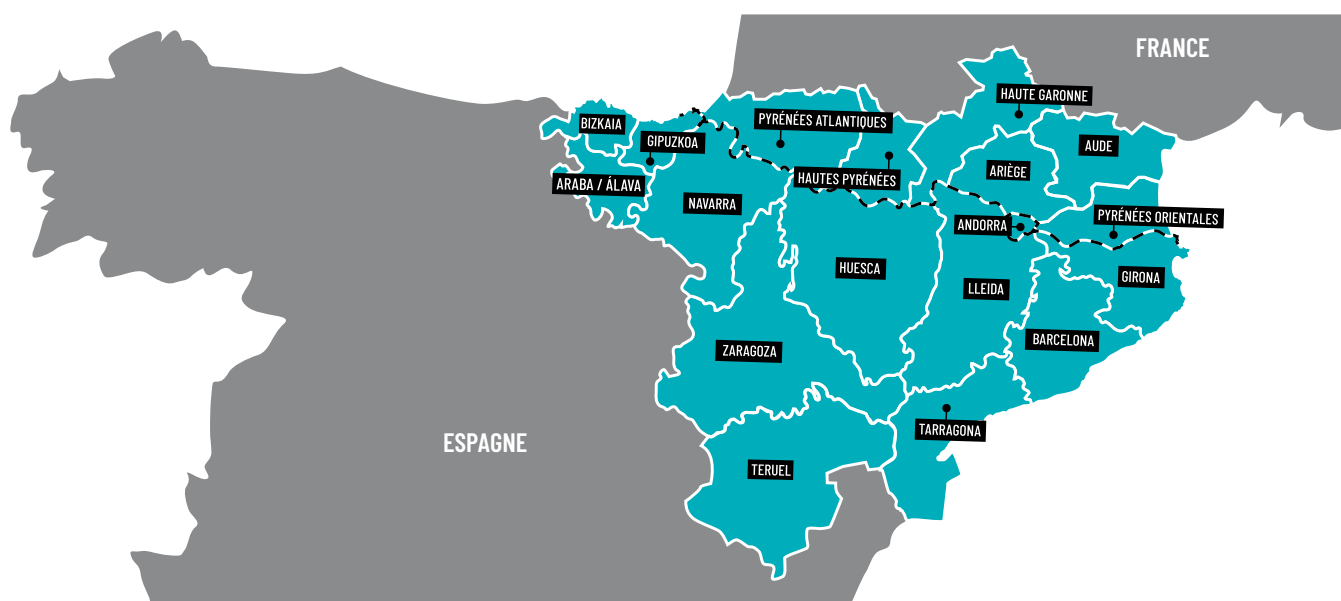 FRANCE
HAUTE GARONNE
PYRÉNÉES ATLANTIQUES
BIZKAIA
GIPUZKOA
AUDE
ARIÈGE
HAUTES PYRÉNÉES
ARABA / ÁLAVA
NAVARRA
PYRÉNÉES ORIENTALES
ANDORRA
HUESCA
GIRONA
LLEIDA
BARCELONA
ZARAGOZA
TARRAGONA
ESPAGNE
TERUEL